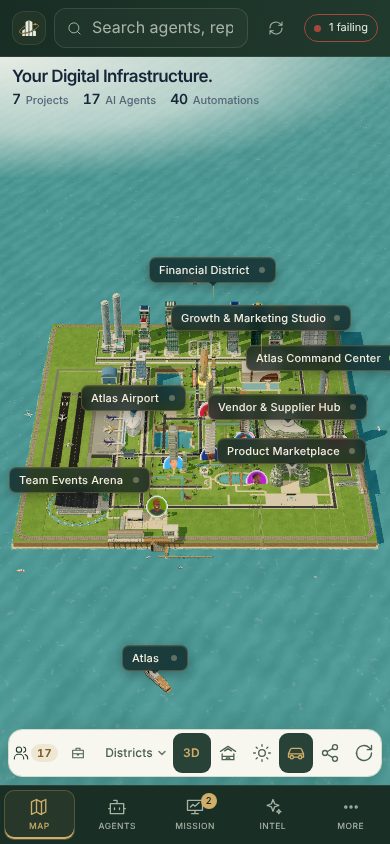 Search agents, rep
1 failing
Your Digital Infrastructure.
7 Projects 17 AI Agents 40 Automations
Financial District
Growth & Marketing Studio
Atlas Command Center
Atlas Airport
Vendor & Supplier Hub
Product Marketplace
Team Events Arena
Atlas
17 Districts 3D
2
MAP AGENTS MISSION INTEL MORE